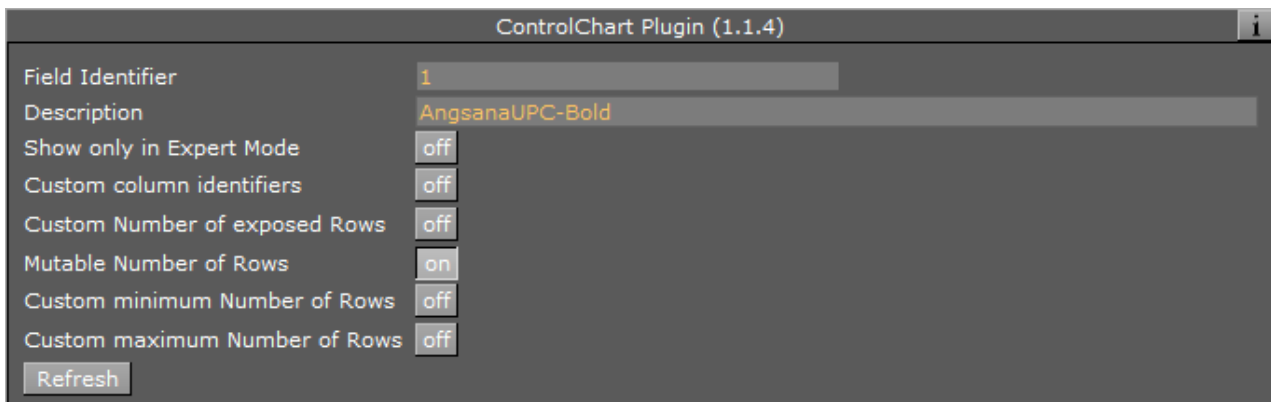 ControlChart Plugin (1.1.4) i
Field Identifier 1
Description AngsanaUPC-Bold
Show only in Expert Mode off
Custom column identifiers off
Custom Number of exposed Rows off
Mutable Number of Rows on
Custom minimum Number of Rows off
Custom maximum Number of Rows off
Refresh